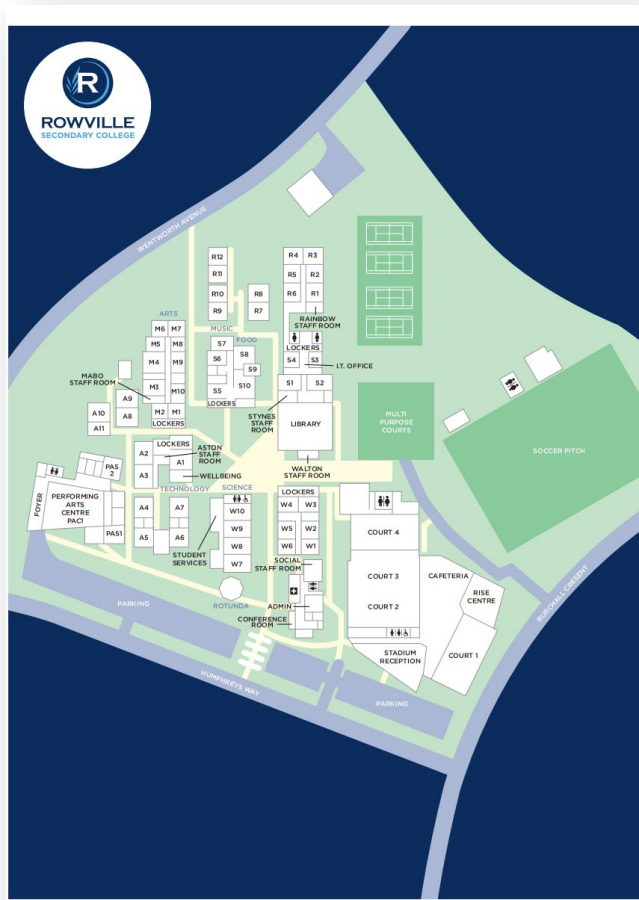 R
ROWVILLE
SECONDARY COLLEGE
WENTWORTH AVENUE
R12
R11
R10
R9
R8
R7
R4 R3
R5 R2
R6 R1
RAINBOW
STAFF ROOM
ARTS
M6 M7
M5 M8
M4 M9
M3 M10
M2 M1
LOCKERS
MABO
STAFF ROOM
MUSIC
FOOD
S7
S6
S8
S9
S5
S10
LOCKERS
LOCKERS
S4 S3
I.T. OFFICE
S1 S2
STYNES
STAFF
ROOM
LIBRARY
WALTON
STAFF ROOM
MULTI
PURPOSE
COURTS
SOCCER PITCH
A9
A10
A8
A11
LOCKERS
A2
A1
A3
ASTON
STAFF
ROOM
WELLBEING
TECHNOLOGY
SCIENCE
PAS
2
FOYER
PERFORMING
ARTS
CENTRE
PAC1
PAS1
A4
A5
A7
A6
W10
W9
W8
W7
STUDENT
SERVICES
LOCKERS
W4 W3
W5 W2
W6 W1
SOCIAL
STAFF ROOM
ADMIN
CONFERENCE
ROOM
ROTUNDA
COURT 4
COURT 3
COURT 2
CAFETERIA
RISE
CENTRE
COURT 1
STADIUM
RECEPTION
PARKING
PARKING
HUMPHREYS WAY
BURCHALL CRESENT